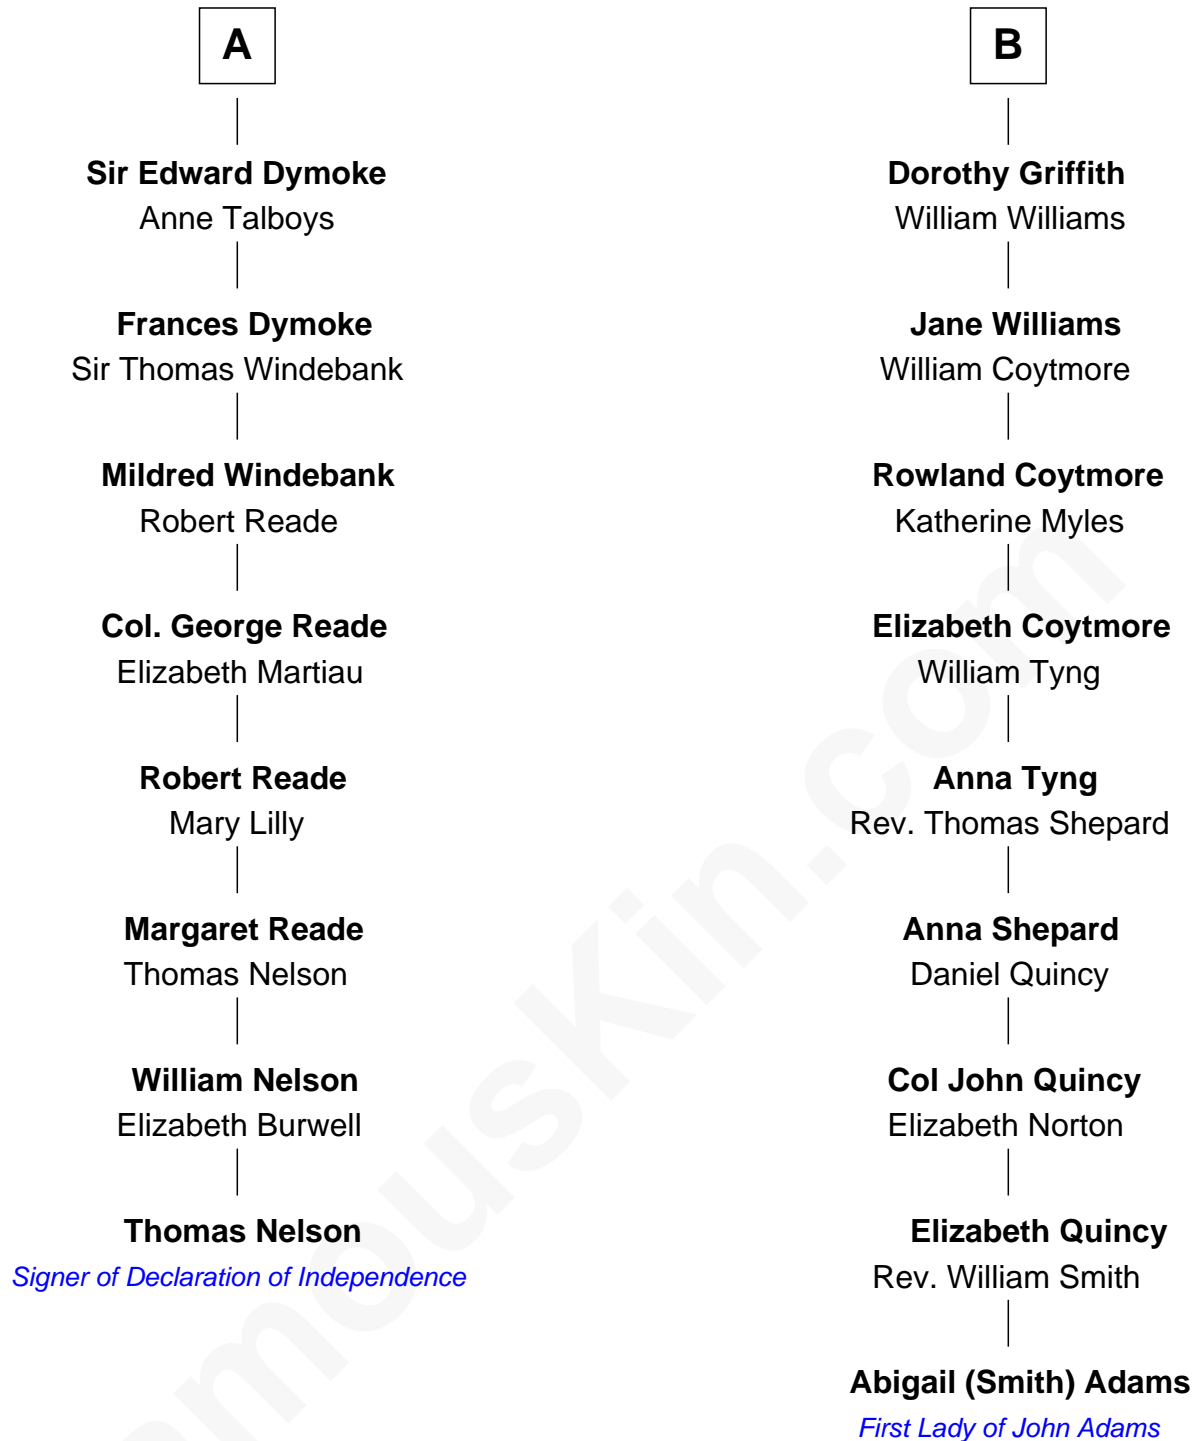 A
Sir Edward Dymoke
Anne Talboys
Frances Dymoke
Sir Thomas Windebank
Mildred Windebank
Robert Reade
Col. George Reade
Elizabeth Martiau
Robert Reade
Mary Lilly
Margaret Reade
Thomas Nelson
William Nelson
Elizabeth Burwell
Thomas Nelson
Signer of Declaration of Independence
B
Dorothy Griffith
William Williams
Jane Williams
William Coytmore
Rowland Coytmore
Katherine Myles
Elizabeth Coytmore
William Tyng
Anna Tyng
Rev. Thomas Shepard
Anna Shepard
Daniel Quincy
Col John Quincy
Elizabeth Norton
Elizabeth Quincy
Rev. William Smith
Abigail (Smith) Adams
First Lady of John Adams
amousKin.com